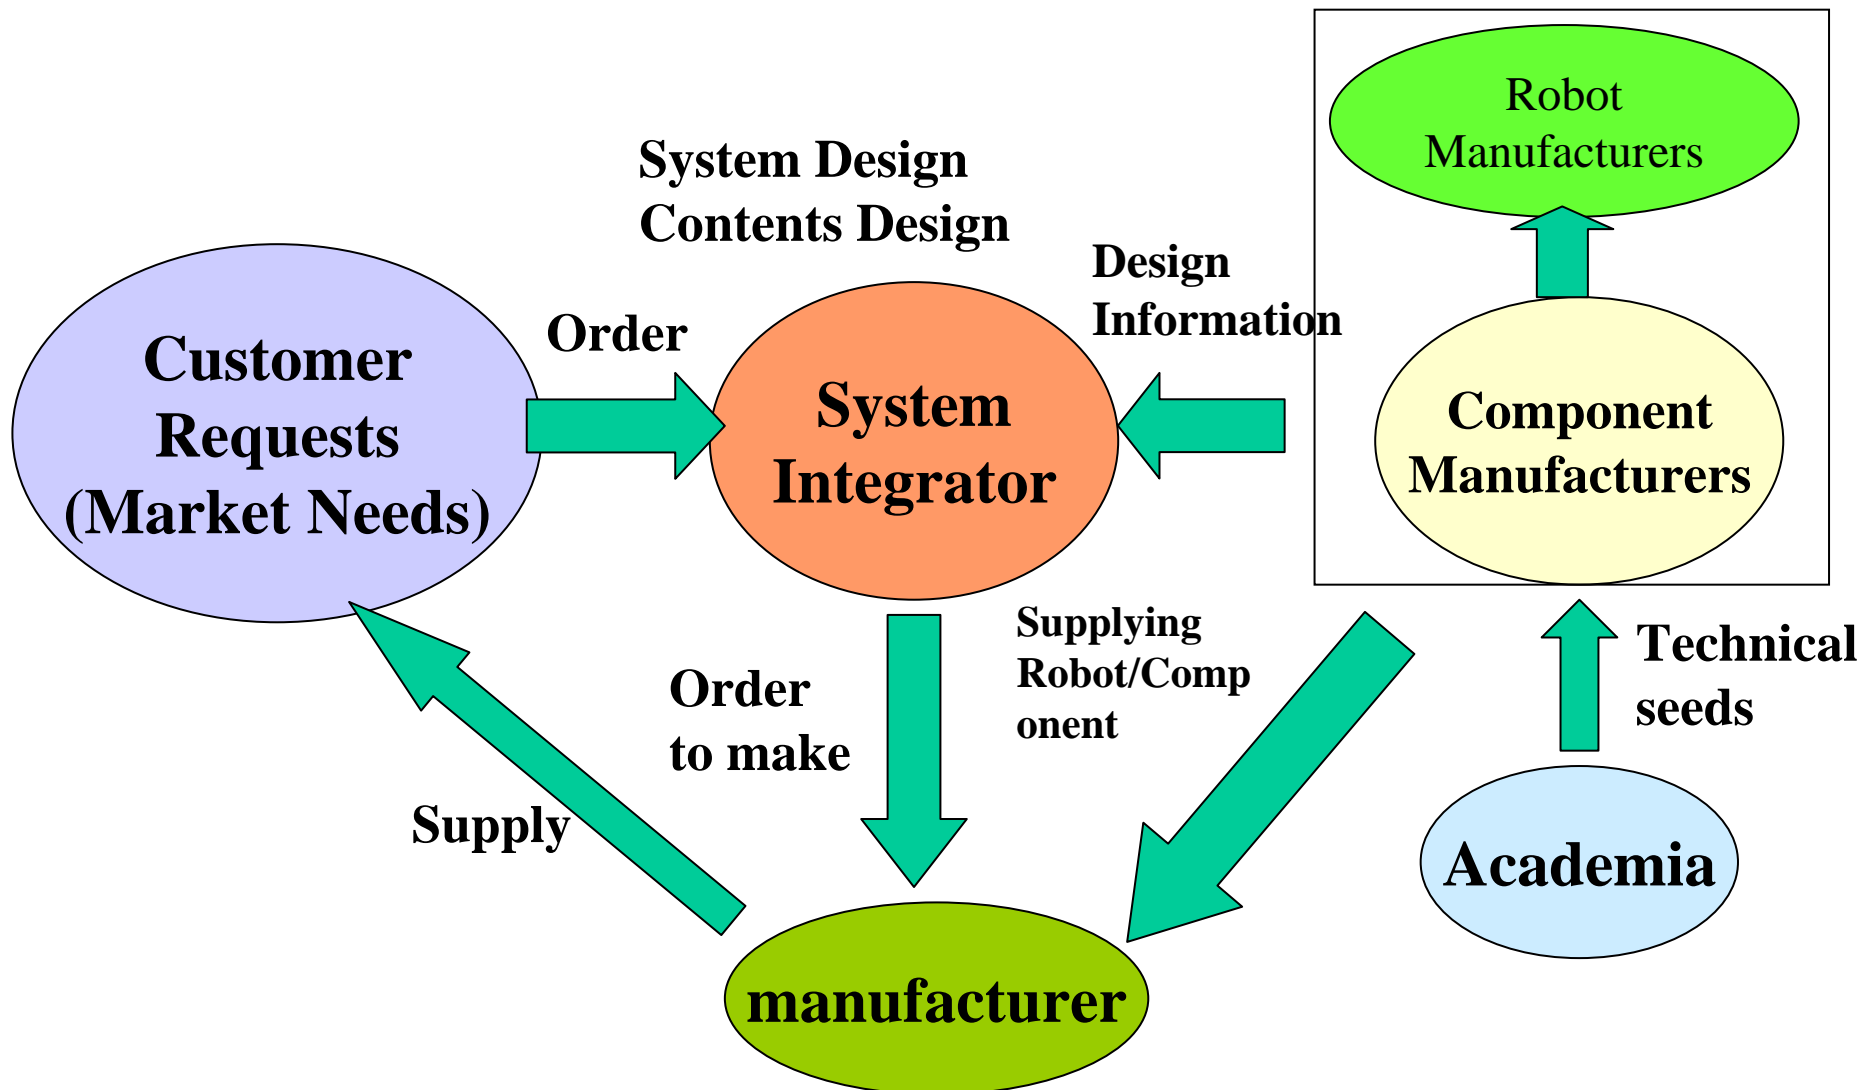 Robot
Manufacturers
System Design
Contents Design
Design
Information
Order
Customer
Requests
(Market Needs)
System
Integrator
Component
Manufacturers
Supplying
Robot/Comp
onent
Technical
seeds
Order
to make
Supply
Academia
manufacturer